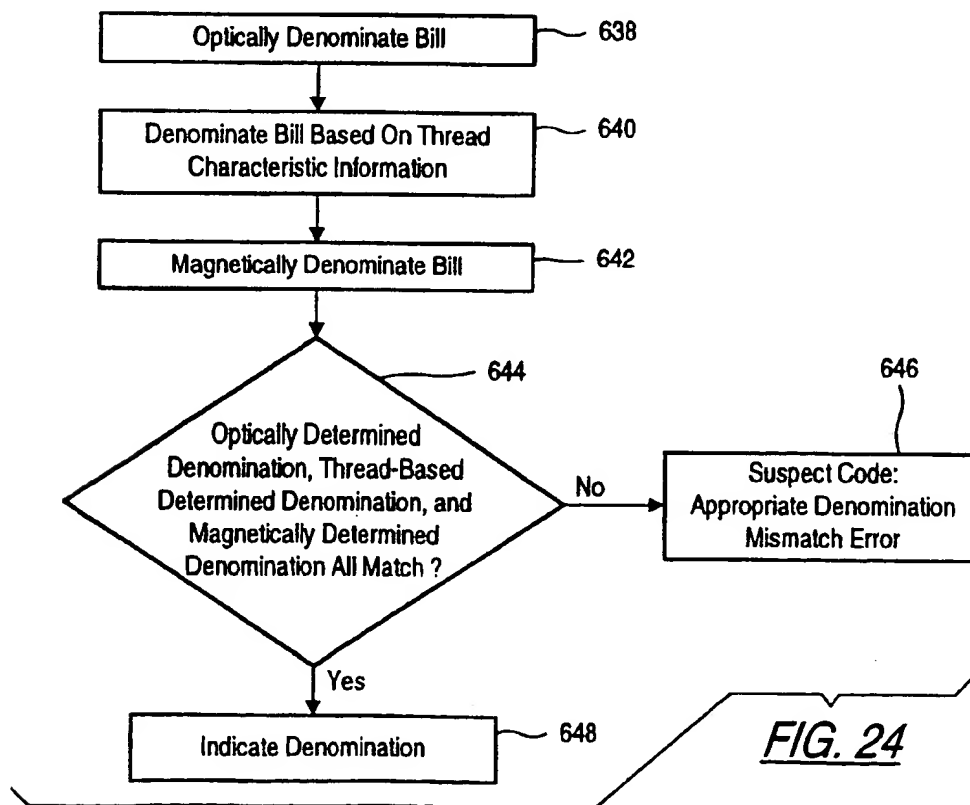 Optically Denominate Bill
638
Denominate Bill Based On Thread
Characteristic Information
640
Magnetically Denominate Bill
642
644
Optically Determined
Denomination, Thread-Based
Determined Denomination, and
Magnetically Determined
Denomination All Match ?
No
646
Suspect Code:
Appropriate Denomination
Mismatch Error
Yes
Indicate Denomination
648
FIG. 24